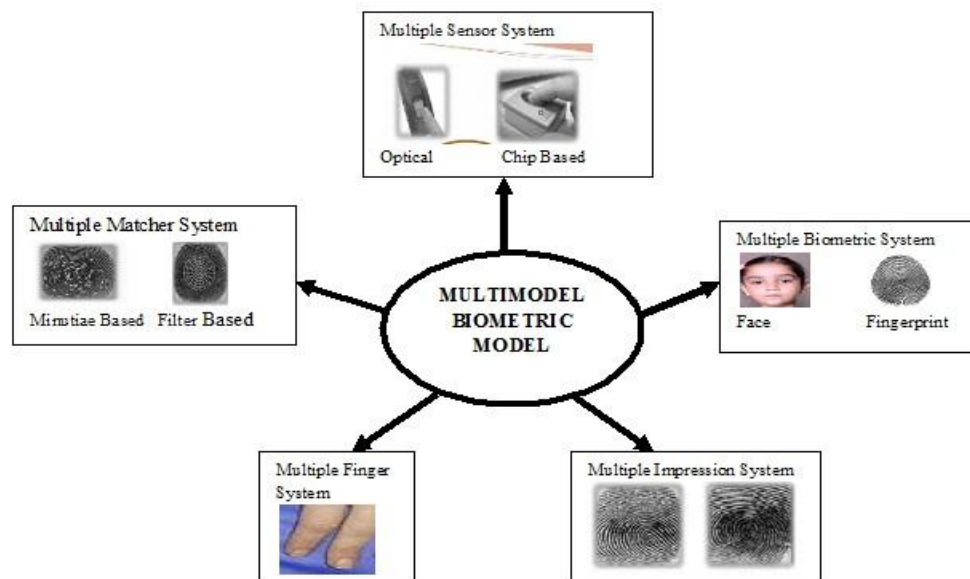 Multiple Sensor System
Optical
Chip Based
Multiple Matcher System
Minutiae Based
Filter Based
MULTIMODEL
BIOMETRIC
MODEL
Multiple Biometric System
Face
Fingerprint
Multiple Finger
System
Multiple Impression System